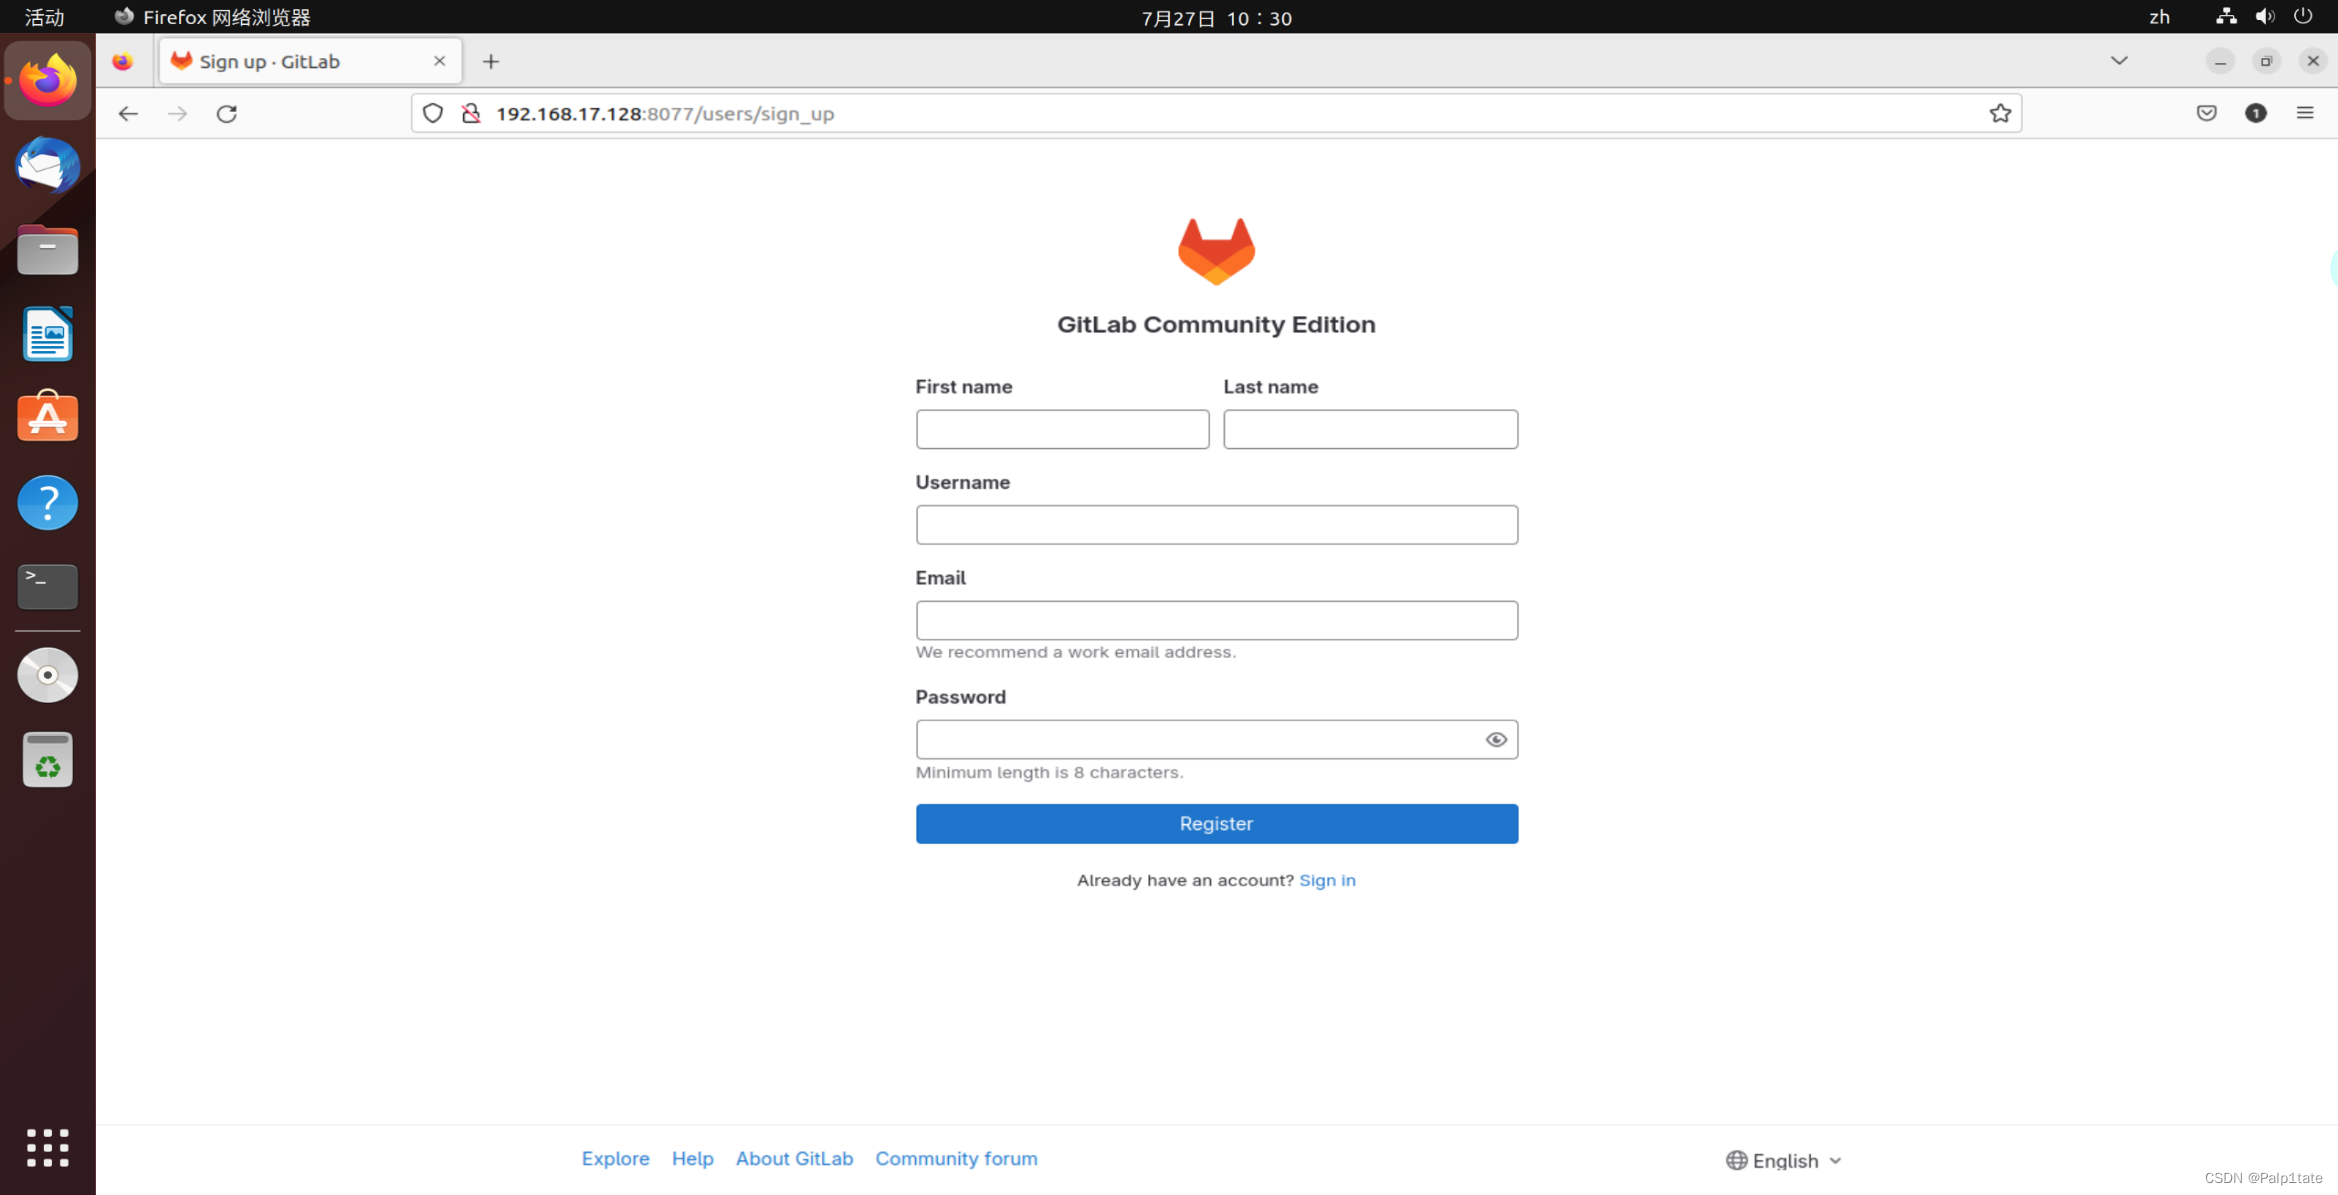 活动 Firefox 网络浏览器 7月27日 10：30 zh
Sign up · GitLab
192.168.17.128:8077/users/sign_up 1
GitLab Community Edition
First name Last name
Username
Email
We recommend a work email address.
Password
Minimum length is 8 characters.
Register
Already have an account? Sign in
Explore Help About GitLab Community forum English
CSDN @Palp1tate